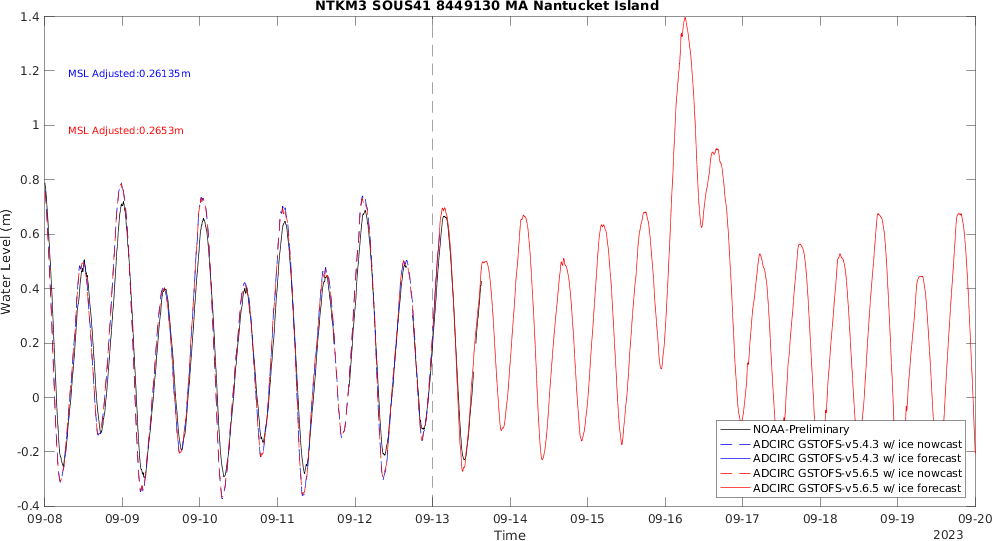 NTKM3 SOUS41 8449130 MA Nantucket Island
1.4
1.2
1
0.8
0.6
0.4
0.2
0
-0.2
-0.4
Water Level (m)
MSL Adjusted:0.26135m
MSL Adjusted:0.2653m
NOAA-Preliminary
ADCIRC GSTOFS-v5.4.3 w/ ice nowcast
ADCIRC GSTOFS-v5.4.3 w/ ice forecast
ADCIRC GSTOFS-v5.6.5 w/ ice nowcast
ADCIRC GSTOFS-v5.6.5 w/ ice forecast
09-08 09-09 09-10 09-11 09-12 09-13 09-14 09-15 09-16 09-17 09-18 09-19 09-20
Time
2023